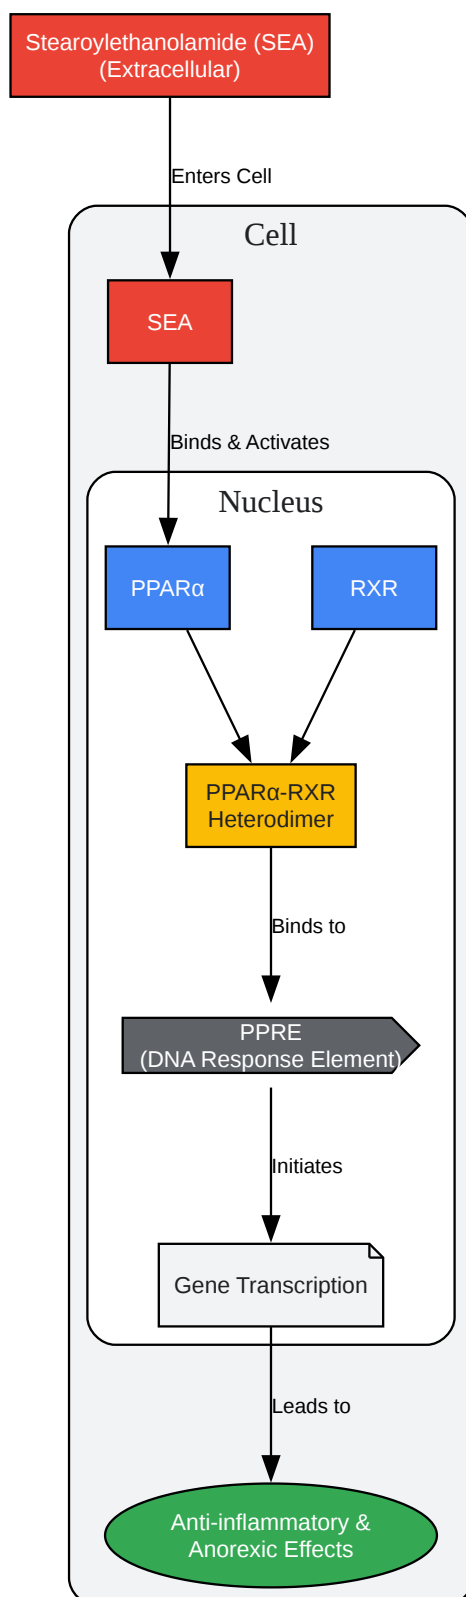 Stearoylethanolamide (SEA)
(Extracellular)
Enters Cell
Cell
SEA
Binds & Activates
Nucleus
PPARα
RXR
PPARα-RXR
Heterodimer
Binds to
PPRE
(DNA Response Element)
Initiates
Gene Transcription
Leads to
Anti-inflammatory &
Anorexic Effects